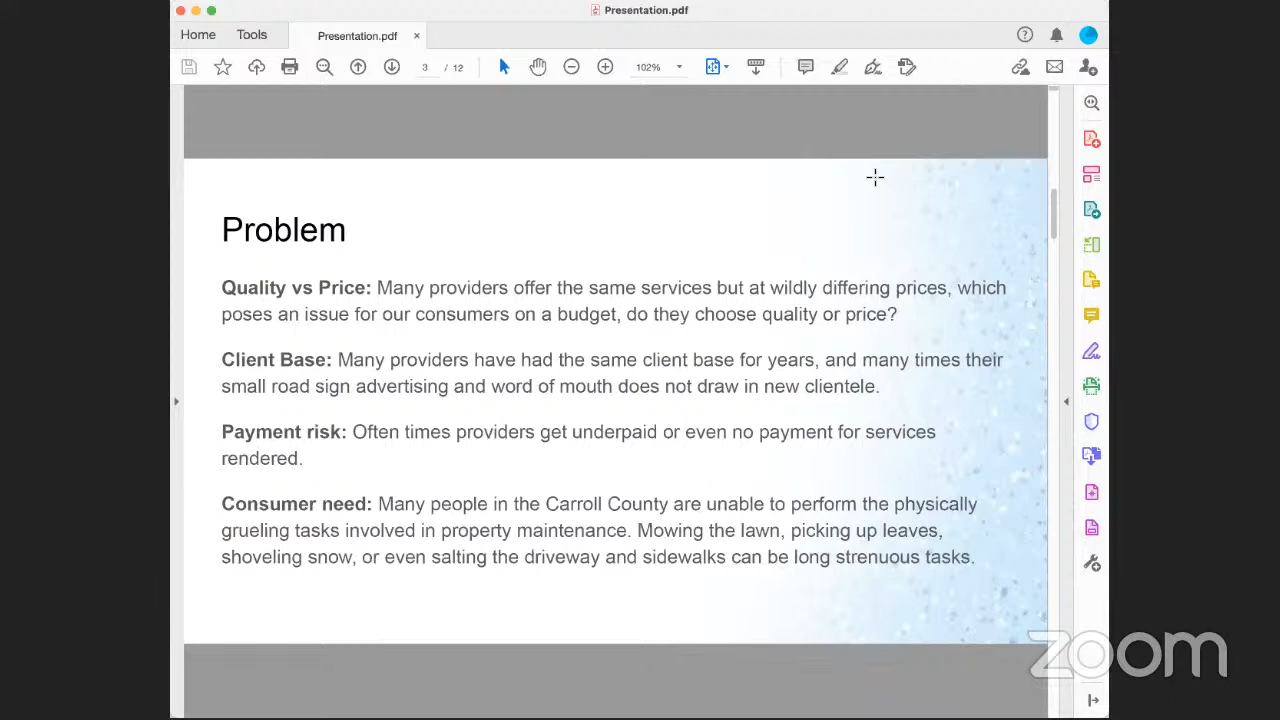 Presentation.pdf
Home Tools Presentation.pdf ×
3 / 12 102%
Problem
Quality vs Price: Many providers offer the same services but at wildly differing prices, which
poses an issue for our consumers on a budget, do they choose quality or price?
Client Base: Many providers have had the same client base for years, and many times their
small road sign advertising and word of mouth does not draw in new clientele.
Payment risk: Often times providers get underpaid or even no payment for services
rendered.
Consumer need: Many people in the Carroll County are unable to perform the physically
grueling tasks involved in property maintenance. Mowing the lawn, picking up leaves,
shoveling snow, or even salting the driveway and sidewalks can be long strenuous tasks.
zoom